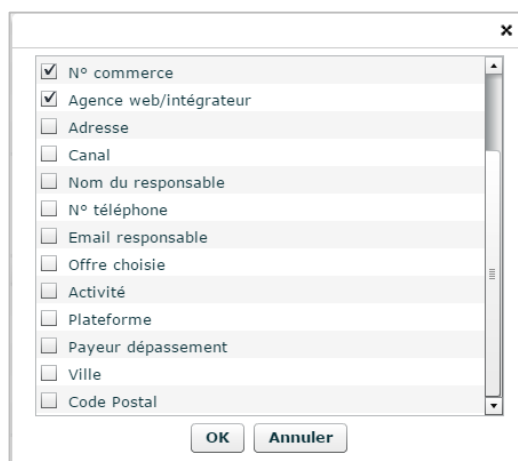 N° commerce
Agence web/intégrateur
Adresse
Canal
Nom du responsable
N° téléphone
Email responsable
Offre choisie
Activité
Plateforme
Payeur dépassement
Ville
Code Postal
OK Annuler